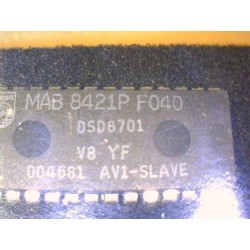 MAB 8421P F040
DSD8701
V8 YF
004681 AV1-SLAVE